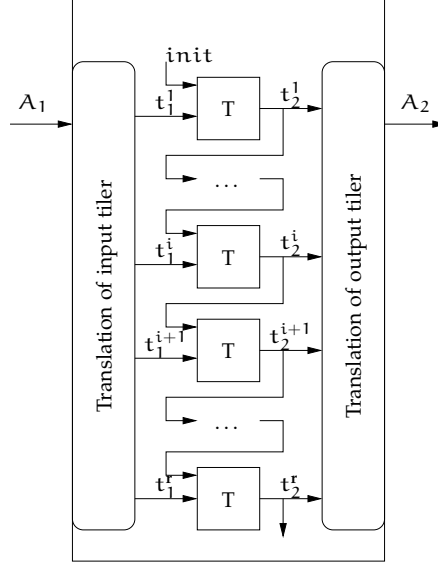 init
A₁ t₁¹ T t₂¹ A₂
...
t₁ⁱ T t₂ⁱ
T
t₁ⁱ⁺¹ t₂ⁱ⁺¹
...
t₁ʳ T t₂ʳ
Translation of input tiler
Translation of output tiler